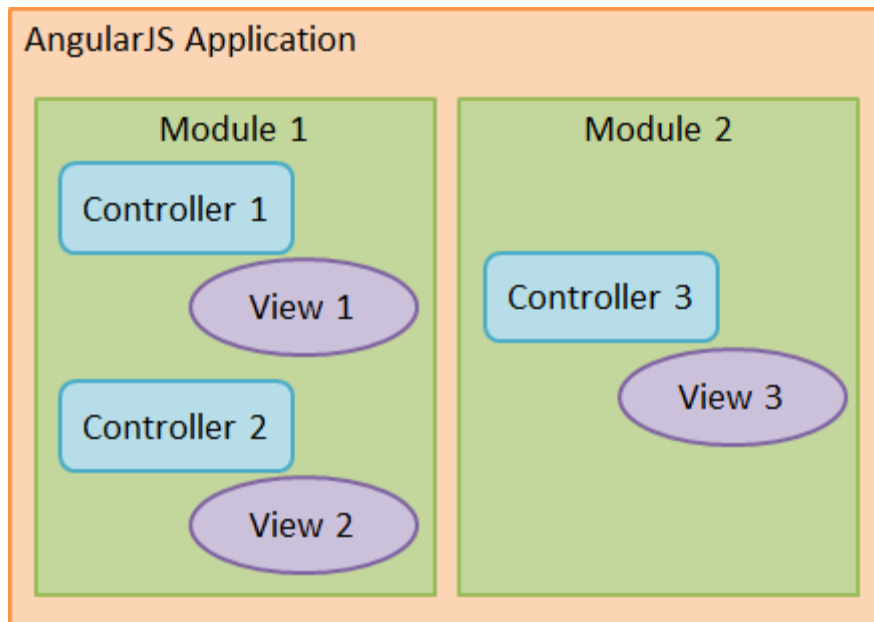 AngularJS Application
Module 1
Controller 1
View 1
Controller 2
View 2
Module 2
Controller 3
View 3